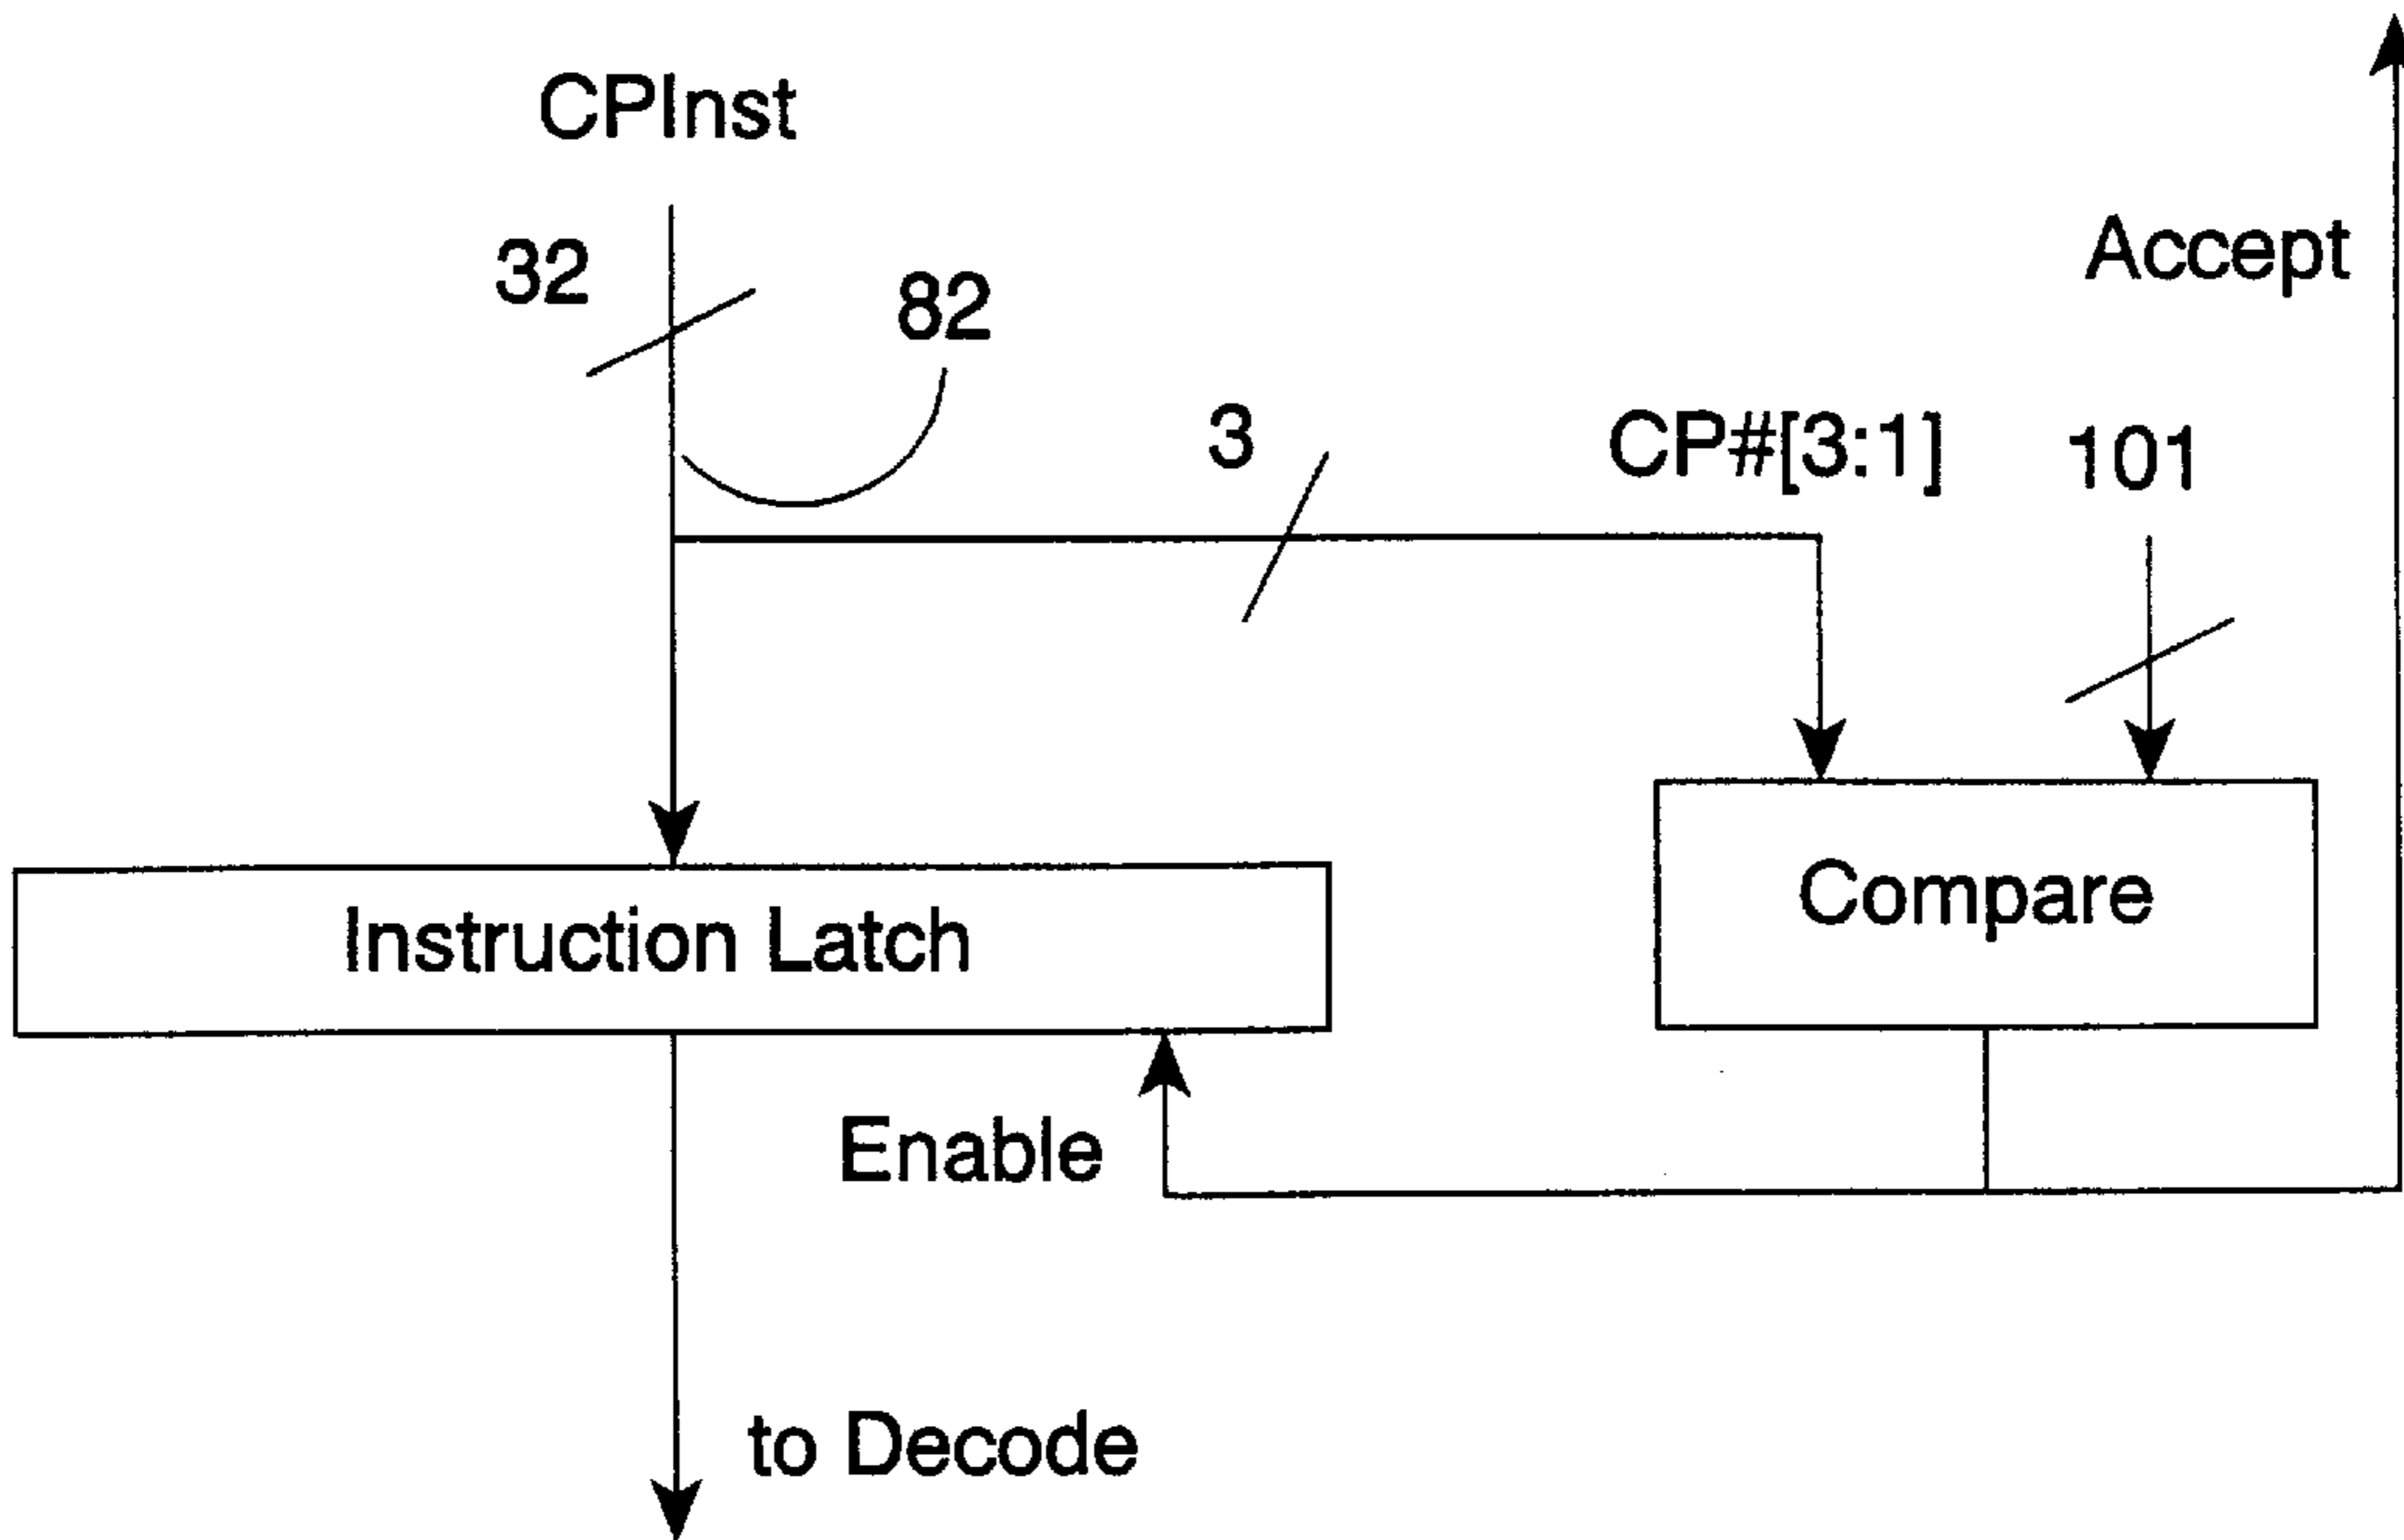 CPInst
Accept
32
82
3
CP#[3:1]
101
Compare
Instruction Latch
Enable
to Decode